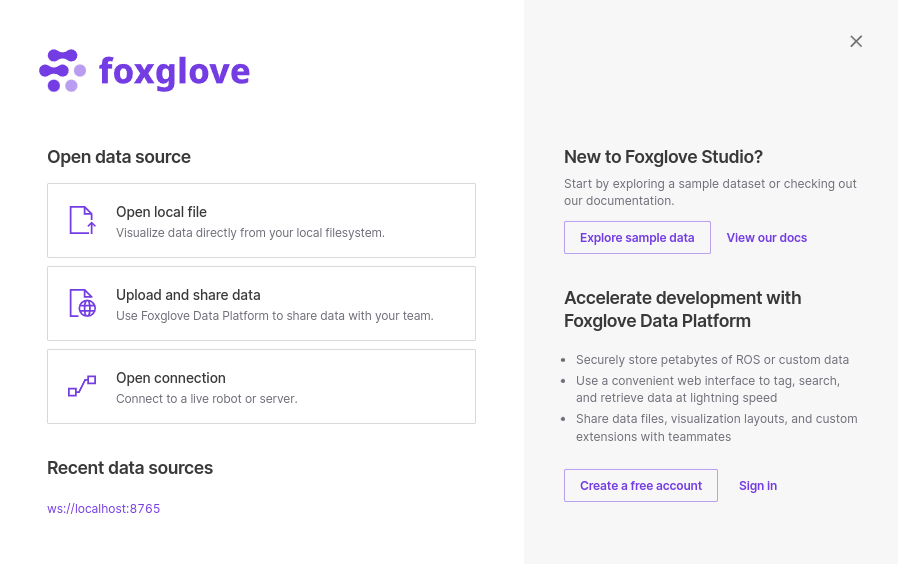 foxglove
Open data source
Open local file
Visualize data directly from your local filesystem.
Upload and share data
Use Foxglove Data Platform to share data with your team.
Open connection
Connect to a live robot or server.
Recent data sources
ws://localhost:8765
New to Foxglove Studio?
Start by exploring a sample dataset or checking out
our documentation.
Explore sample data
View our docs
Accelerate development with
Foxglove Data Platform
• Securely store petabytes of ROS or custom data
• Use a convenient web interface to tag, search,
and retrieve data at lightning speed
• Share data files, visualization layouts, and custom
extensions with teammates
Create a free account
Sign in